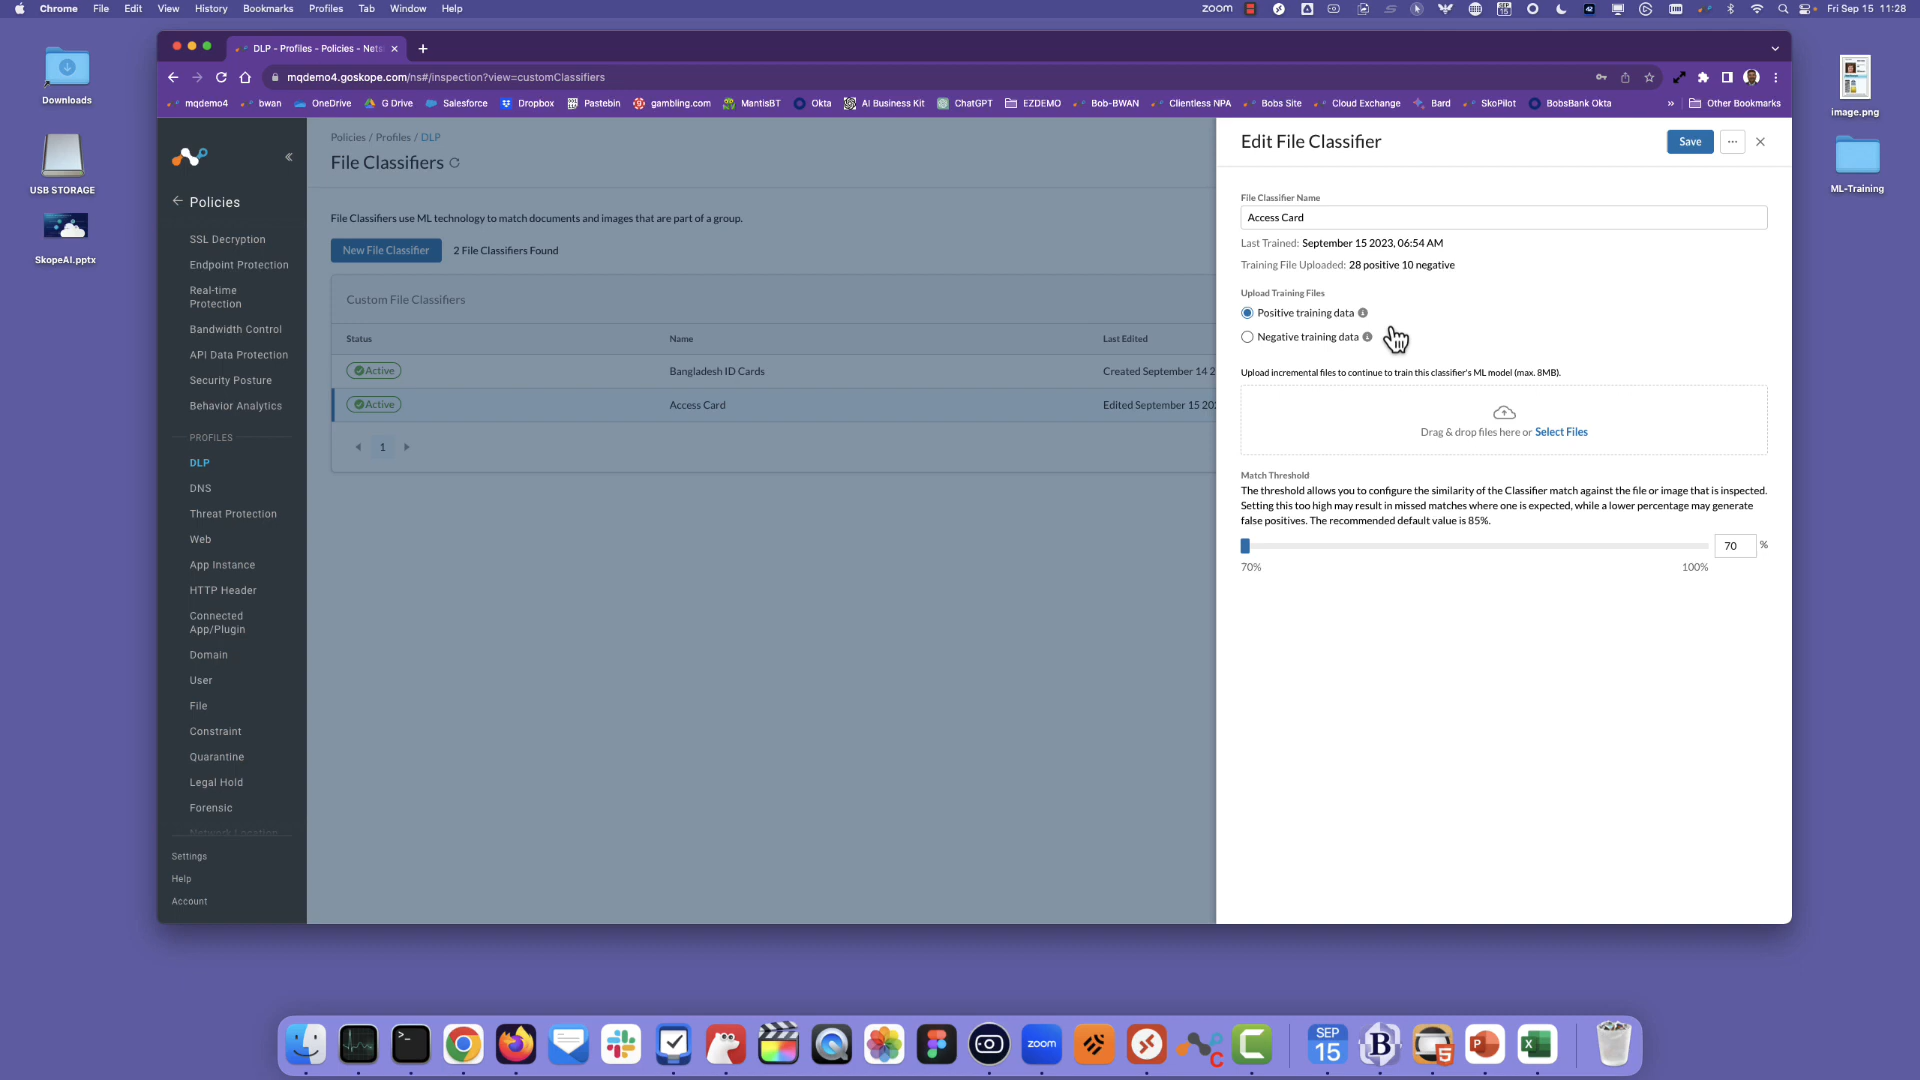 Chrome File Edit View History Bookmarks Profiles Tab Window Help
zoom SEP 15 42 Fri Sep 15 11:28
Downloads
USB STORAGE
SkopeAI.pptx
image.png
ML-Training
DLP - Profiles - Policies - Nets
mqdemo4.goskope.com/ns#/inspection?view=customClassifiers
mqdemo4 bwan OneDrive G Drive Salesforce Dropbox Pastebin gambling.com MantisBT Okta AI Business Kit ChatGPT EZDEMO Bob-BWAN Clientless NPA Bobs Site Cloud Exchange Bard SkoPilot BobsBank Okta » Other Bookmarks
Policies
SSL Decryption
Endpoint Protection
Real-time
Protection
Bandwidth Control
API Data Protection
Security Posture
Behavior Analytics
PROFILES
DLP
DNS
Threat Protection
Web
App Instance
HTTP Header
Connected
App/Plugin
Domain
User
File
Constraint
Quarantine
Legal Hold
Forensic
Network Location
Settings
Help
Account
Policies / Profiles / DLP
File Classifiers
File Classifiers use ML technology to match documents and images that are part of a group.
New File Classifier 2 File Classifiers Found
Custom File Classifiers
Status Name Last Edited
Active Bangladesh ID Cards Created September 14 2
Active Access Card Edited September 15 202
1
Edit File Classifier
Save
File Classifier Name
Access Card
Last Trained: September 15 2023, 06:54 AM
Training File Uploaded: 28 positive 10 negative
Upload Training Files
Positive training data
Negative training data
Upload incremental files to continue to train this classifier's ML model (max. 8MB).
Drag & drop files here or Select Files
Match Threshold
The threshold allows you to configure the similarity of the Classifier match against the file or image that is inspected.
Setting this too high may result in missed matches where one is expected, while a lower percentage may generate
false positives. The recommended default value is 85%.
70 %
70% 100%
zoom
C
C
SEP
15
B
5
P
X